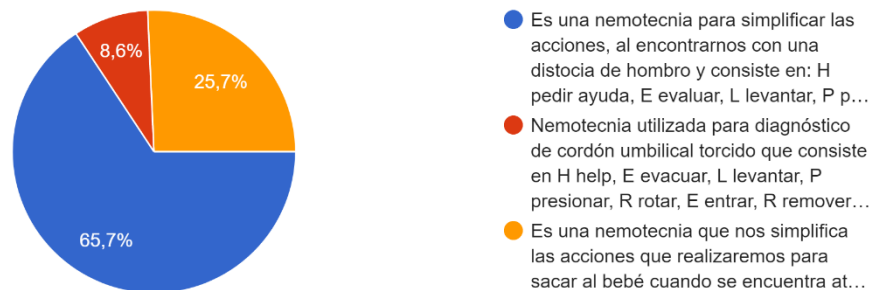 8,6%
25,7%
65,7%
Es una nemotecnia para simplificar las
acciones, al encontrarnos con una
distocia de hombro y consiste en: H
pedir ayuda, E evaluar, L levantar, P p…
Nemotecnia utilizada para diagnóstico
de cordón umbilical torcido que consiste
en H help, E evacuar, L levantar, P
presionar, R rotar, E entrar, R remover…
Es una nemotecnia que nos simplifica
las acciones que realizaremos para
sacar al bebé cuando se encuentra at…